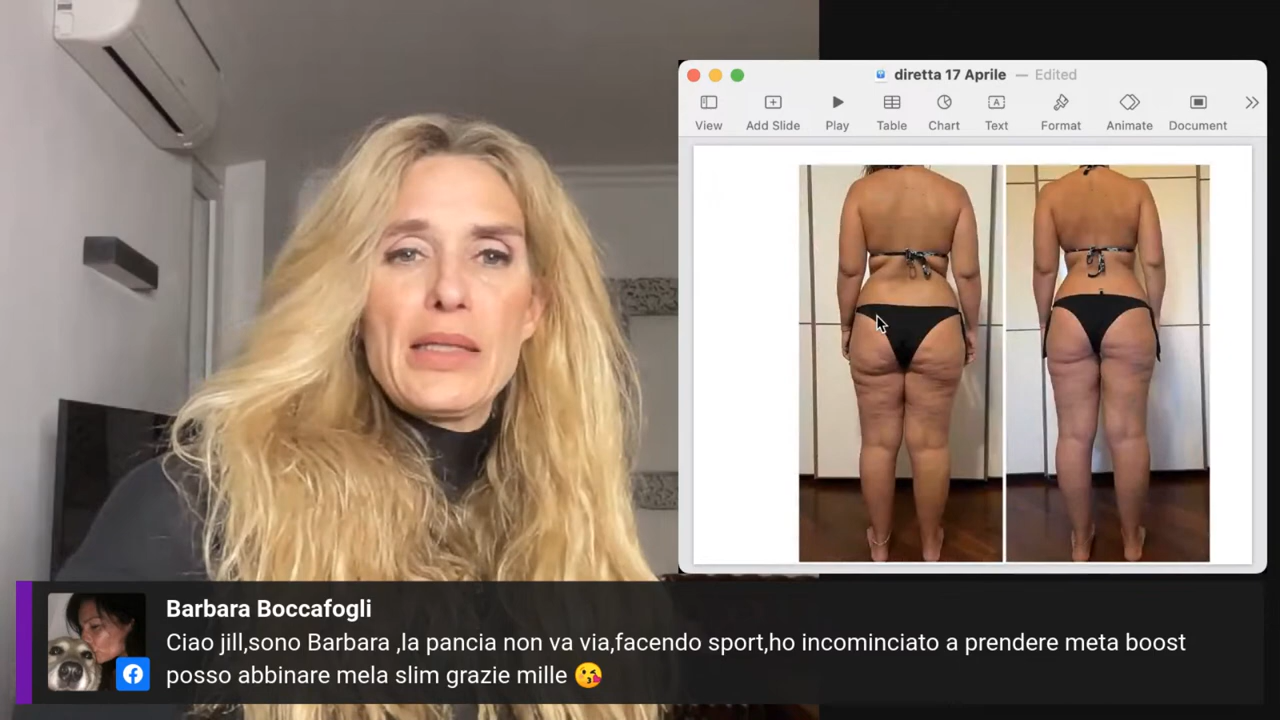 diretta 17 Aprile — Edited
View Add Slide Play Table Chart Text Format Animate Document
Barbara Boccafogli
Ciao jill,sono Barbara ,la pancia non va via,facendo sport,ho incominciato a prendere meta boost
posso abbinare mela slim grazie mille 😘